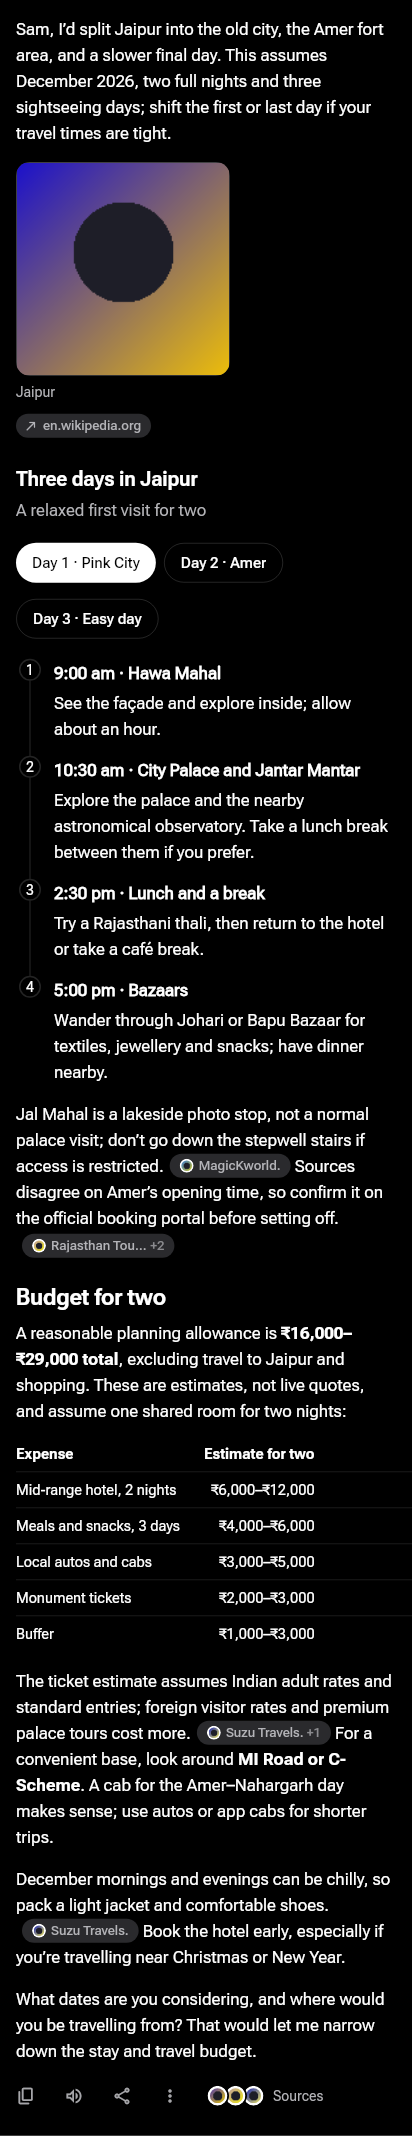 Sam, I’d split Jaipur into the old city, the Amer fort
area, and a slower final day. This assumes
December 2026, two full nights and three
sightseeing days; shift the first or last day if your
travel times are tight.
Jaipur
en.wikipedia.org
Three days in Jaipur
A relaxed first visit for two
Day 1 · Pink City
Day 2 · Amer
Day 3 · Easy day
1
9:00 am · Hawa Mahal
See the façade and explore inside; allow
about an hour.
2
10:30 am · City Palace and Jantar Mantar
Explore the palace and the nearby
astronomical observatory. Take a lunch break
between them if you prefer.
3
2:30 pm · Lunch and a break
Try a Rajasthani thali, then return to the hotel
or take a café break.
4
5:00 pm · Bazaars
Wander through Johari or Bapu Bazaar for
textiles, jewellery and snacks; have dinner
nearby.
Jal Mahal is a lakeside photo stop, not a normal
palace visit; don’t go down the stepwell stairs if
access is restricted. MagicKworld. Sources
disagree on Amer’s opening time, so confirm it on
the official booking portal before setting off.
Rajasthan Tou... +2
Budget for two
A reasonable planning allowance is ₹16,000–
₹29,000 total, excluding travel to Jaipur and
shopping. These are estimates, not live quotes,
and assume one shared room for two nights:
Expense Estimate for two
Mid-range hotel, 2 nights ₹6,000–₹12,000
Meals and snacks, 3 days ₹4,000–₹6,000
Local autos and cabs ₹3,000–₹5,000
Monument tickets ₹2,000–₹3,000
Buffer ₹1,000–₹3,000
The ticket estimate assumes Indian adult rates and
standard entries; foreign visitor rates and premium
palace tours cost more. Suzu Travels. +1 For a
convenient base, look around MI Road or C-
Scheme. A cab for the Amer–Nahargarh day
makes sense; use autos or app cabs for shorter
trips.
December mornings and evenings can be chilly, so
pack a light jacket and comfortable shoes.
Suzu Travels. Book the hotel early, especially if
you’re travelling near Christmas or New Year.
What dates are you considering, and where would
you be travelling from? That would let me narrow
down the stay and travel budget.
Sources